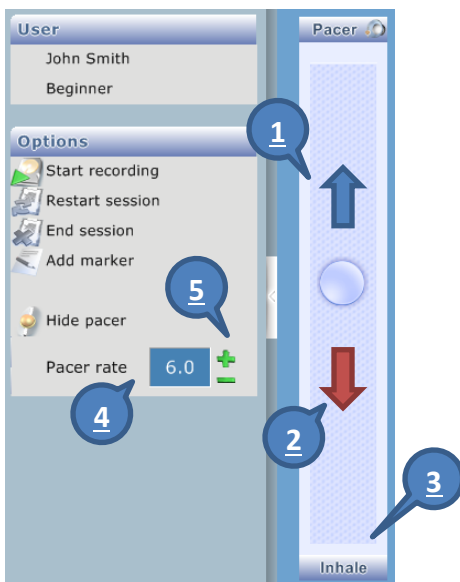 User
John Smith
Beginner
Options
Start recording
Restart session
End session
Add marker
Hide pacer
Pacer rate 6.0
Pacer
Inhale
1
2
3
4
5